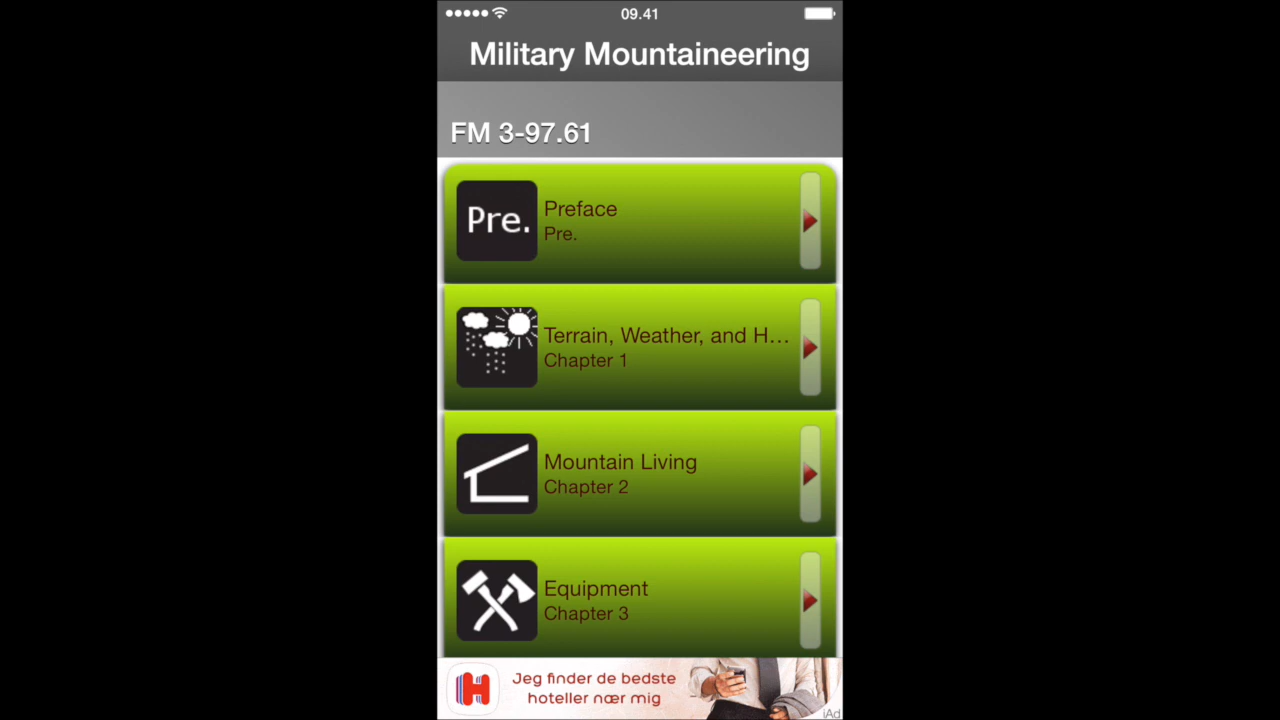 09.41
Military Mountaineering
FM 3-97.61
Pre.
Preface
Pre.
Terrain, Weather, and H...
Chapter 1
Mountain Living
Chapter 2
Equipment
Chapter 3
H
Jeg finder de bedste
hoteller nær mig
iAd